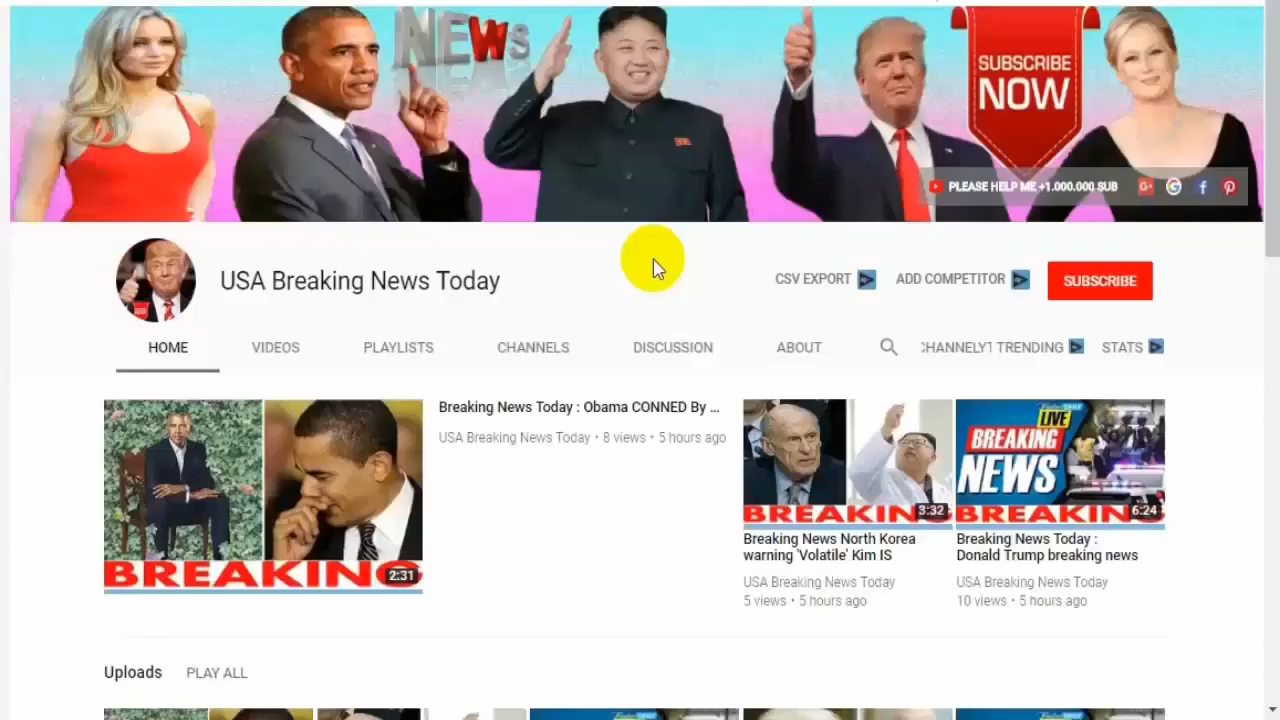 NEWS
SUBSCRIBE
NOW
PLEASE HELP ME +1.000.000 SUB
USA Breaking News Today
CSV EXPORT
ADD COMPETITOR
SUBSCRIBE
HOME
VIDEOS
PLAYLISTS
CHANNELS
DISCUSSION
ABOUT
TRENDING
STATS
BREAKING
2:31
Breaking News Today : Obama CONNED By ...
USA Breaking News Today • 8 views • 5 hours ago
BREAKIN
3:32
Breaking News North Korea
warning 'Volatile' Kim IS
USA Breaking News Today
5 views • 5 hours ago
LIVE
BREAKING
NEWS
BREAKIN
6:24
Breaking News Today :
Donald Trump breaking news
USA Breaking News Today
10 views • 5 hours ago
Uploads
PLAY ALL